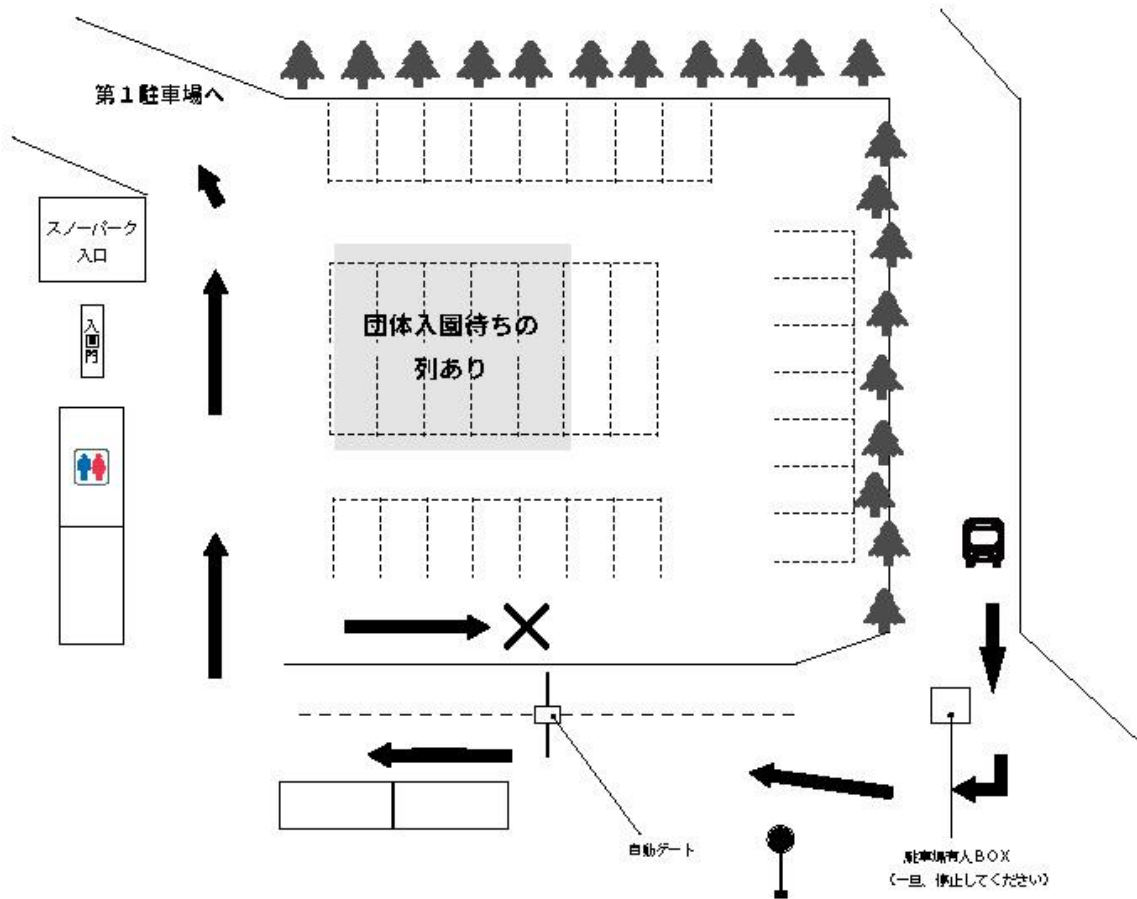 第１駐車場へ
スノーパーク
入口
入園門
団体入園待ちの
列あり
自動ゲート
駐車場有人ＢＯＸ
（一旦、停止してください）